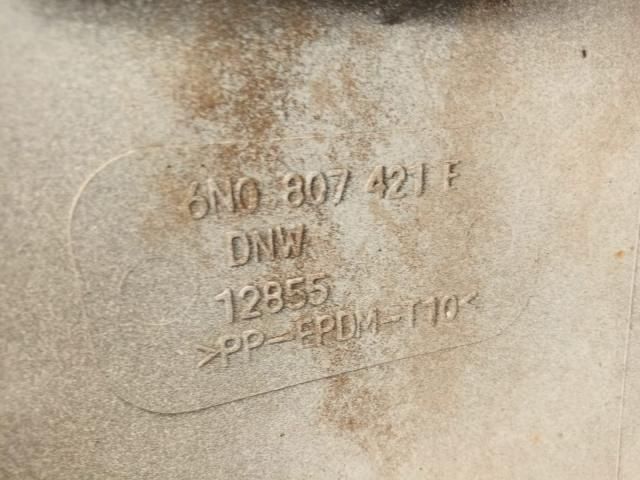 6N0 807 421 F
DNW
12855
>PP-EPDM-T10<